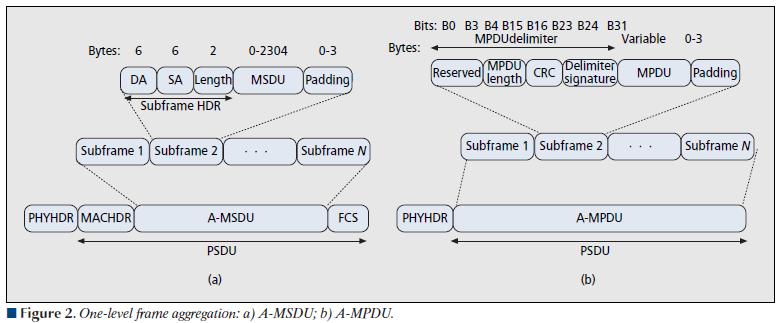 Bytes: 6 6 2 0-2304 0-3
DA SA Length MSDU Padding
Subframe HDR
Subframe 1 Subframe 2 . . . Subframe N
PHYHDR MACHDR A-MSDU FCS
PSDU
(a)
Bits: B0 B3 B4 B15 B16 B23 B24 B31
MPDUdelimiter Variable 0-3
Bytes:
Reserved MPDU length CRC Delimiter signature MPDU Padding
Subframe 1 Subframe 2 . . . Subframe N
PHYHDR A-MPDU
PSDU
(b)
■ Figure 2. One-level frame aggregation: a) A-MSDU; b) A-MPDU.